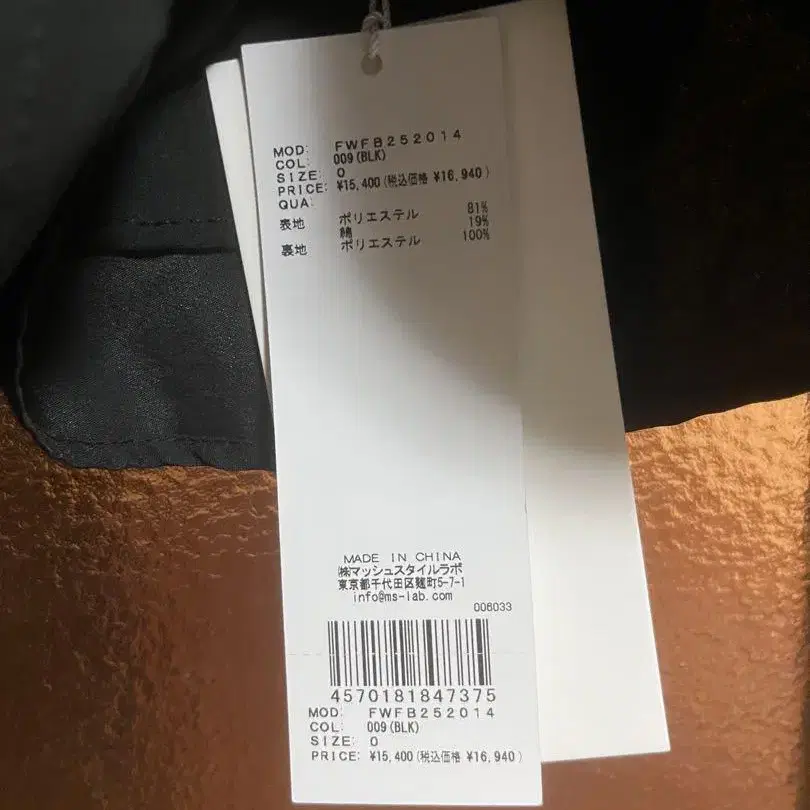 MOD: FWFB252014
COL: 009(BLK)
SIZE: 0
PRICE: ¥15,400(税込価格 ¥16,940)
QUA:
表地 ポリエステル 81%
綿 19%
裏地 ポリエステル 100%
MADE IN CHINA
㈱マッシュスタイルラボ
東京都千代田区麹町5-7-1
info@ms-lab.com
006033
4570181847375
MOD: FWFB252014
COL: 009(BLK)
SIZE: 0
PRICE: ¥15,400(税込価格 ¥16,940)